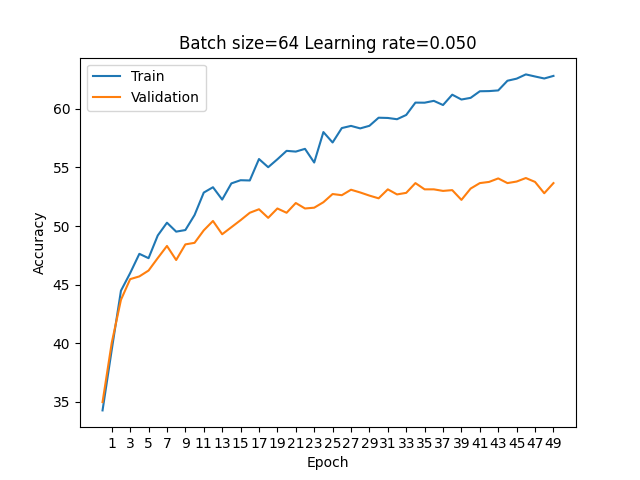 Batch size=64 Learning rate=0.050
Train
Validation
60
55
50
45
40
35
Accuracy
1 3 5 7 9 11 13 15 17 19 21 23 25 27 29 31 33 35 37 39 41 43 45 47 49
Epoch